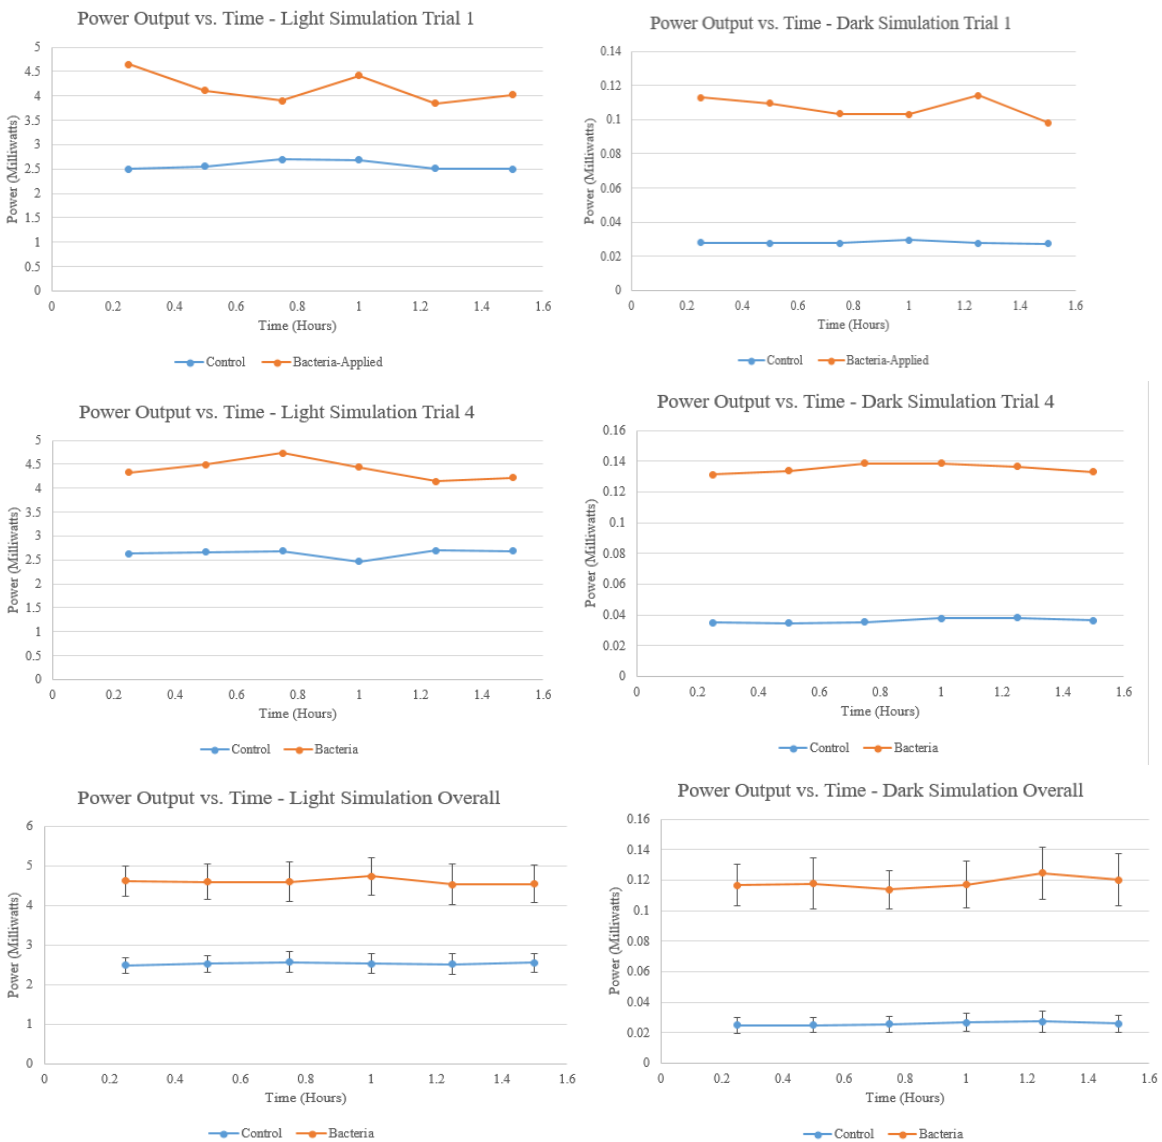 Power Output vs. Time - Light Simulation Trial 1
5
4.5
4
3.5
3
2.5
2
1.5
1
0.5
0
Power (Milliwatts)
0 0.2 0.4 0.6 0.8 1 1.2 1.4 1.6
Time (Hours)
Control Bacteria-Applied
Power Output vs. Time - Dark Simulation Trial 1
0.14
0.12
0.1
0.08
0.06
0.04
0.02
0
Power (Milliwatts)
0 0.2 0.4 0.6 0.8 1 1.2 1.4 1.6
Time (Hours)
Control Bacteria-Applied
Power Output vs. Time - Light Simulation Trial 4
5
4.5
4
3.5
3
2.5
2
1.5
1
0.5
0
Power (Milliwatts)
0 0.2 0.4 0.6 0.8 1 1.2 1.4 1.6
Time (Hours)
Control Bacteria
Power Output vs. Time - Dark Simulation Trial 4
0.16
0.14
0.12
0.1
0.08
0.06
0.04
0.02
0
Power (Milliwatts)
0 0.2 0.4 0.6 0.8 1 1.2 1.4 1.6
Time (Hours)
Control Bacteria
Power Output vs. Time - Light Simulation Overall
6
5
4
3
2
1
0
Power (Milliwatts)
0 0.2 0.4 0.6 0.8 1 1.2 1.4 1.6
Time (Hours)
Control Bacteria
Power Output vs. Time - Dark Simulation Overall
0.16
0.14
0.12
0.1
0.08
0.06
0.04
0.02
0
Power (Milliwatts)
0 0.2 0.4 0.6 0.8 1 1.2 1.4 1.6
Time (Hours)
Control Bacteria